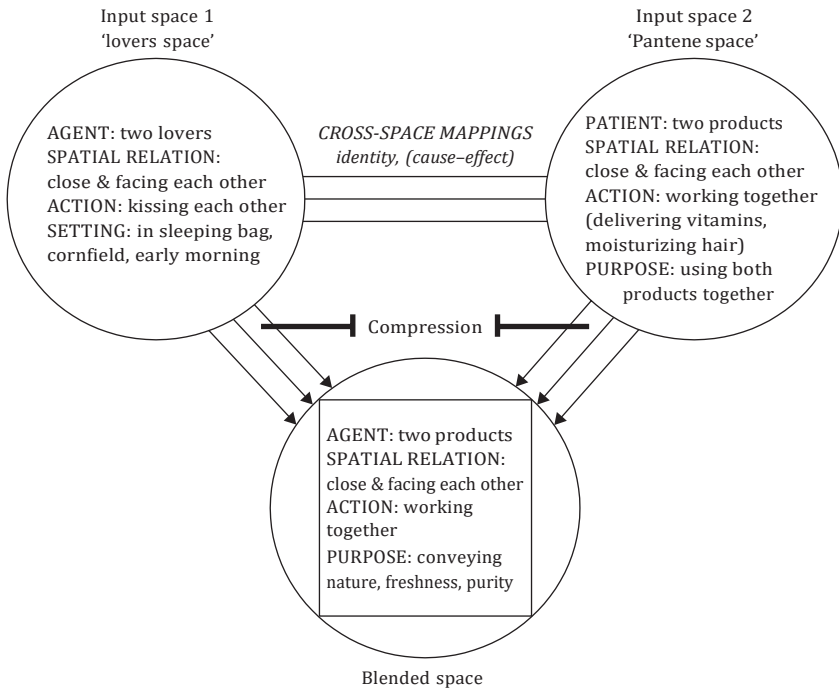 Input space 1
‘lovers space’
Input space 2
‘Pantene space’
AGENT: two lovers
SPATIAL RELATION:
close & facing each other
ACTION: kissing each other
SETTING: in sleeping bag,
cornfield, early morning
CROSS-SPACE MAPPINGS
identity, (cause–effect)
PATIENT: two products
SPATIAL RELATION:
close & facing each other
ACTION: working together
(delivering vitamins,
moisturizing hair)
PURPOSE: using both
products together
Compression
AGENT: two products
SPATIAL RELATION:
close & facing each other
ACTION: working
together
PURPOSE: conveying
nature, freshness, purity
Blended space